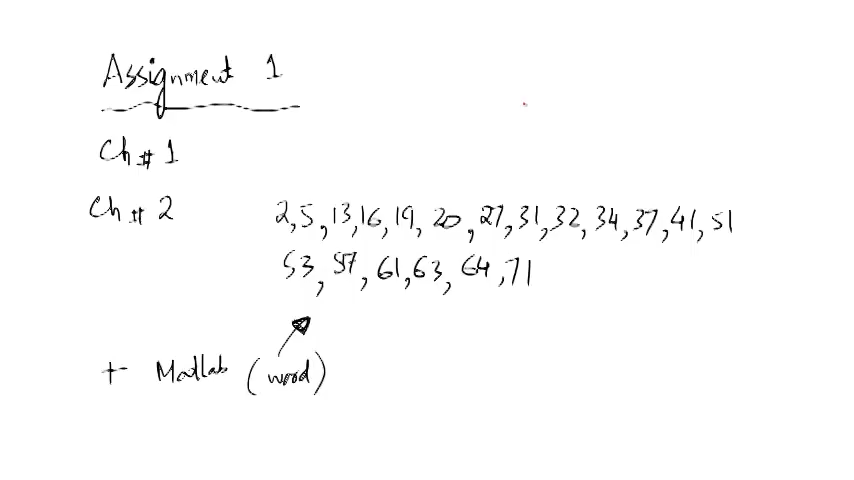 Assignment 1
Ch # 1
Ch # 2 2, 5, 13, 16, 19, 20, 27, 31, 32, 34, 37, 41, 51
53, 57, 61, 63, 64, 71
+ Matlab (word)